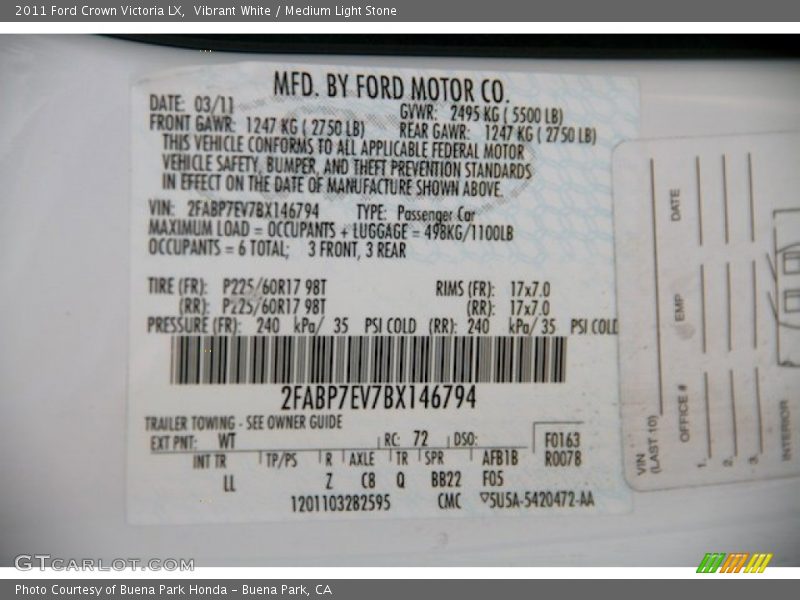 2011 Ford Crown Victoria LX,  Vibrant White / Medium Light Stone
MFD. BY FORD MOTOR CO.
DATE: 03/11
GVWR: 2495 KG ( 5500 LB)
FRONT GAWR: 1247 KG ( 2750 LB)
REAR GAWR: 1247 KG ( 2750 LB)
THIS VEHICLE CONFORMS TO ALL APPLICABLE FEDERAL MOTOR
VEHICLE SAFETY, BUMPER, AND THEFT PREVENTION STANDARDS
IN EFFECT ON THE DATE OF MANUFACTURE SHOWN ABOVE.
VIN: 2FABP7EV7BX146794 TYPE: Passenger Car
MAXIMUM LOAD = OCCUPANTS + LUGGAGE = 498KG/1100LB
OCCUPANTS = 6 TOTAL; 3 FRONT, 3 REAR
TIRE (FR): P225/60R17 98T RIMS (FR): 17x7.0
(RR): P225/60R17 98T (RR): 17x7.0
PRESSURE (FR): 240 kPa/ 35 PSI COLD (RR): 240 kPa/ 35 PSI COLD
2FABP7EV7BX146794
TRAILER TOWING - SEE OWNER GUIDE
EXT PNT: WT RC: 72 DSO: F0163
INT TR TP/PS R AXLE TR SPR AFB1B R0078
LL Z C8 Q BB22 F05
1201103282595 CMC 5U5A-5420472-AA
VIN
(LAST 10)
OFFICE #
EMP
DATE
1.
2.
3.
INTERIOR
GTCARLOT.COM
Photo Courtesy of Buena Park Honda – Buena Park, CA